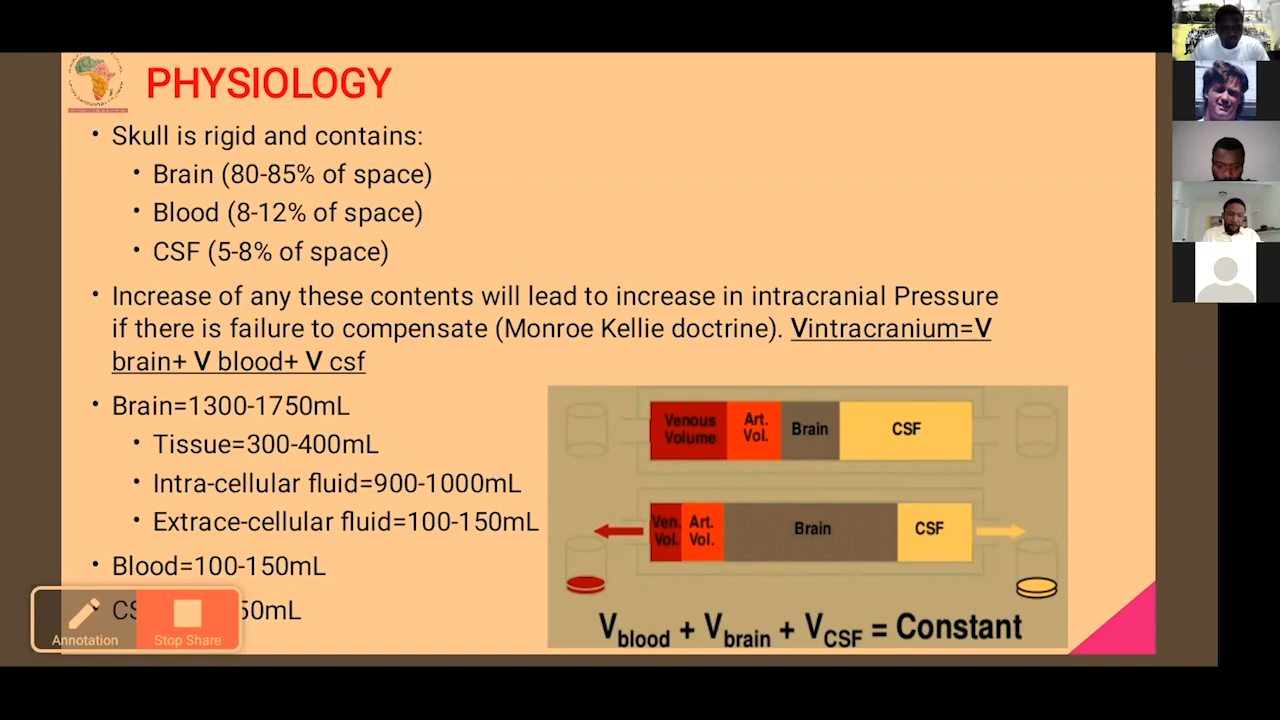 PHYSIOLOGY
• Skull is rigid and contains:
• Brain (80-85% of space)
• Blood (8-12% of space)
• CSF (5-8% of space)
• Increase of any these contents will lead to increase in intracranial Pressure
if there is failure to compensate (Monroe Kellie doctrine). Vintracranium=V
brain+ V blood+ V csf
• Brain=1300-1750mL
• Tissue=300-400mL
• Intra-cellular fluid=900-1000mL
• Extrace-cellular fluid=100-150mL
• Blood=100-150mL
Venous
Volume
Art.
Vol.
Brain
CSF
Ven.
Vol.
Art.
Vol.
Brain
CSF
Vblood + Vbrain + VCSF = Constant
Annotation
Stop Share